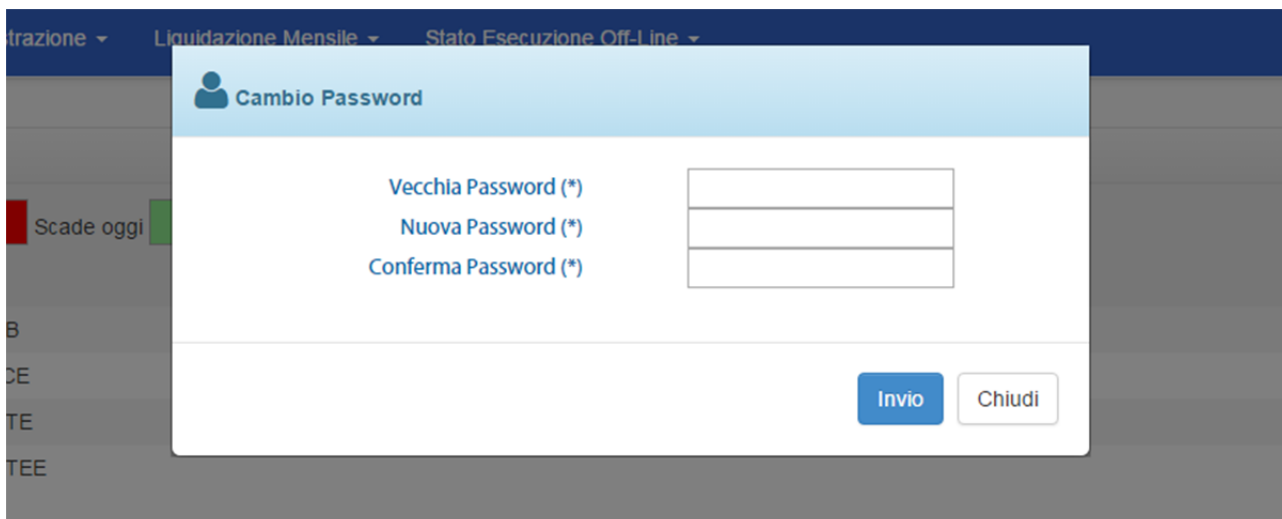 strazione Liquidazione Mensile Stato Esecuzione Off-Line
Cambio Password
Vecchia Password (*)
Nuova Password (*)
Conferma Password (*)
Scade oggi
B
CE
TE
TEE
Invio Chiudi